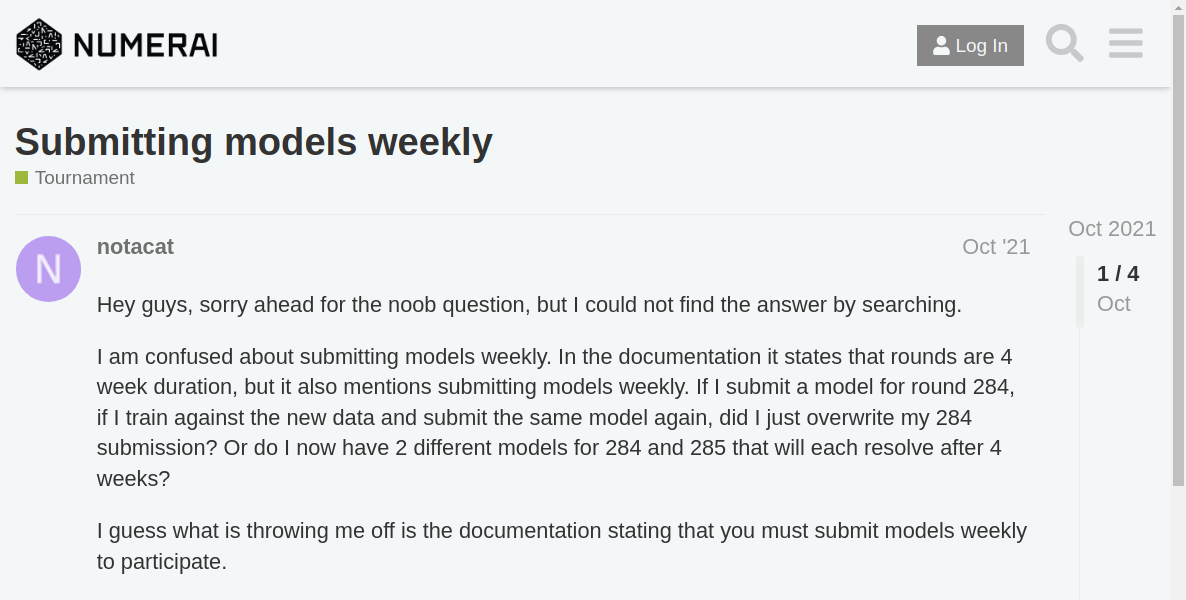 NUMERAI
Log In
Submitting models weekly
Tournament
N
notacat
Oct '21
Oct 2021
1 / 4
Oct
Hey guys, sorry ahead for the noob question, but I could not find the answer by searching.
I am confused about submitting models weekly. In the documentation it states that rounds are 4
week duration, but it also mentions submitting models weekly. If I submit a model for round 284,
if I train against the new data and submit the same model again, did I just overwrite my 284
submission? Or do I now have 2 different models for 284 and 285 that will each resolve after 4
weeks?
I guess what is throwing me off is the documentation stating that you must submit models weekly
to participate.